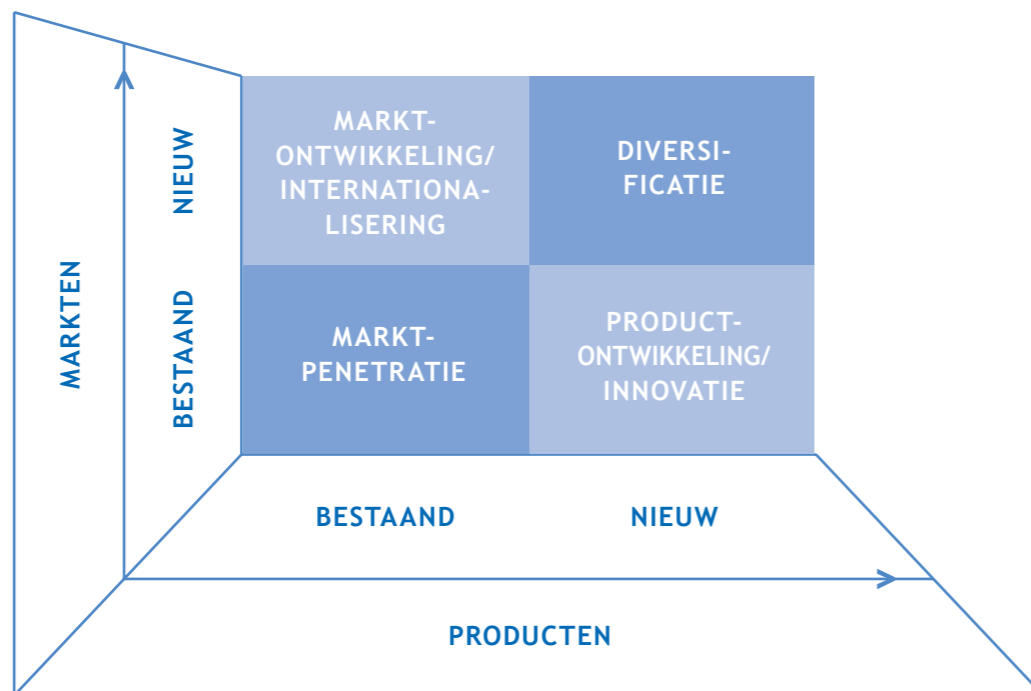 MARKTEN
NIEUW
BESTAAND
MARKT-
ONTWIKKELING/
INTERNATIONA-
LISERING
DIVERSI-
FICATIE
MARKT-
PENETRATIE
PRODUCT-
ONTWIKKELING/
INNOVATIE
BESTAAND
NIEUW
PRODUCTEN